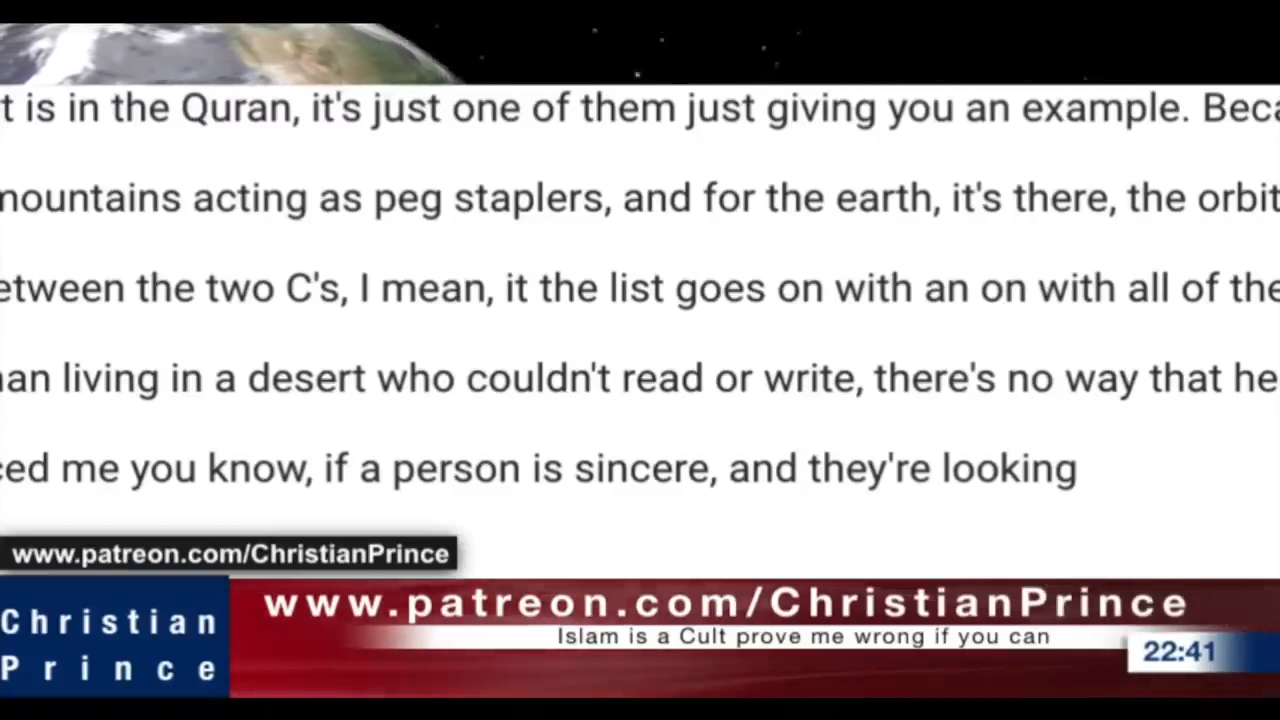 t is in the Quran, it's just one of them just giving you an example. Beca
mountains acting as peg staplers, and for the earth, it's there, the orbit
etween the two C's, I mean, it the list goes on with an on with all of the
an living in a desert who couldn't read or write, there's no way that he
ced me you know, if a person is sincere, and they're looking
www.patreon.com/ChristianPrince
Christian
Prince
www.patreon.com/ChristianPrince
Islam is a Cult prove me wrong if you can
22:41